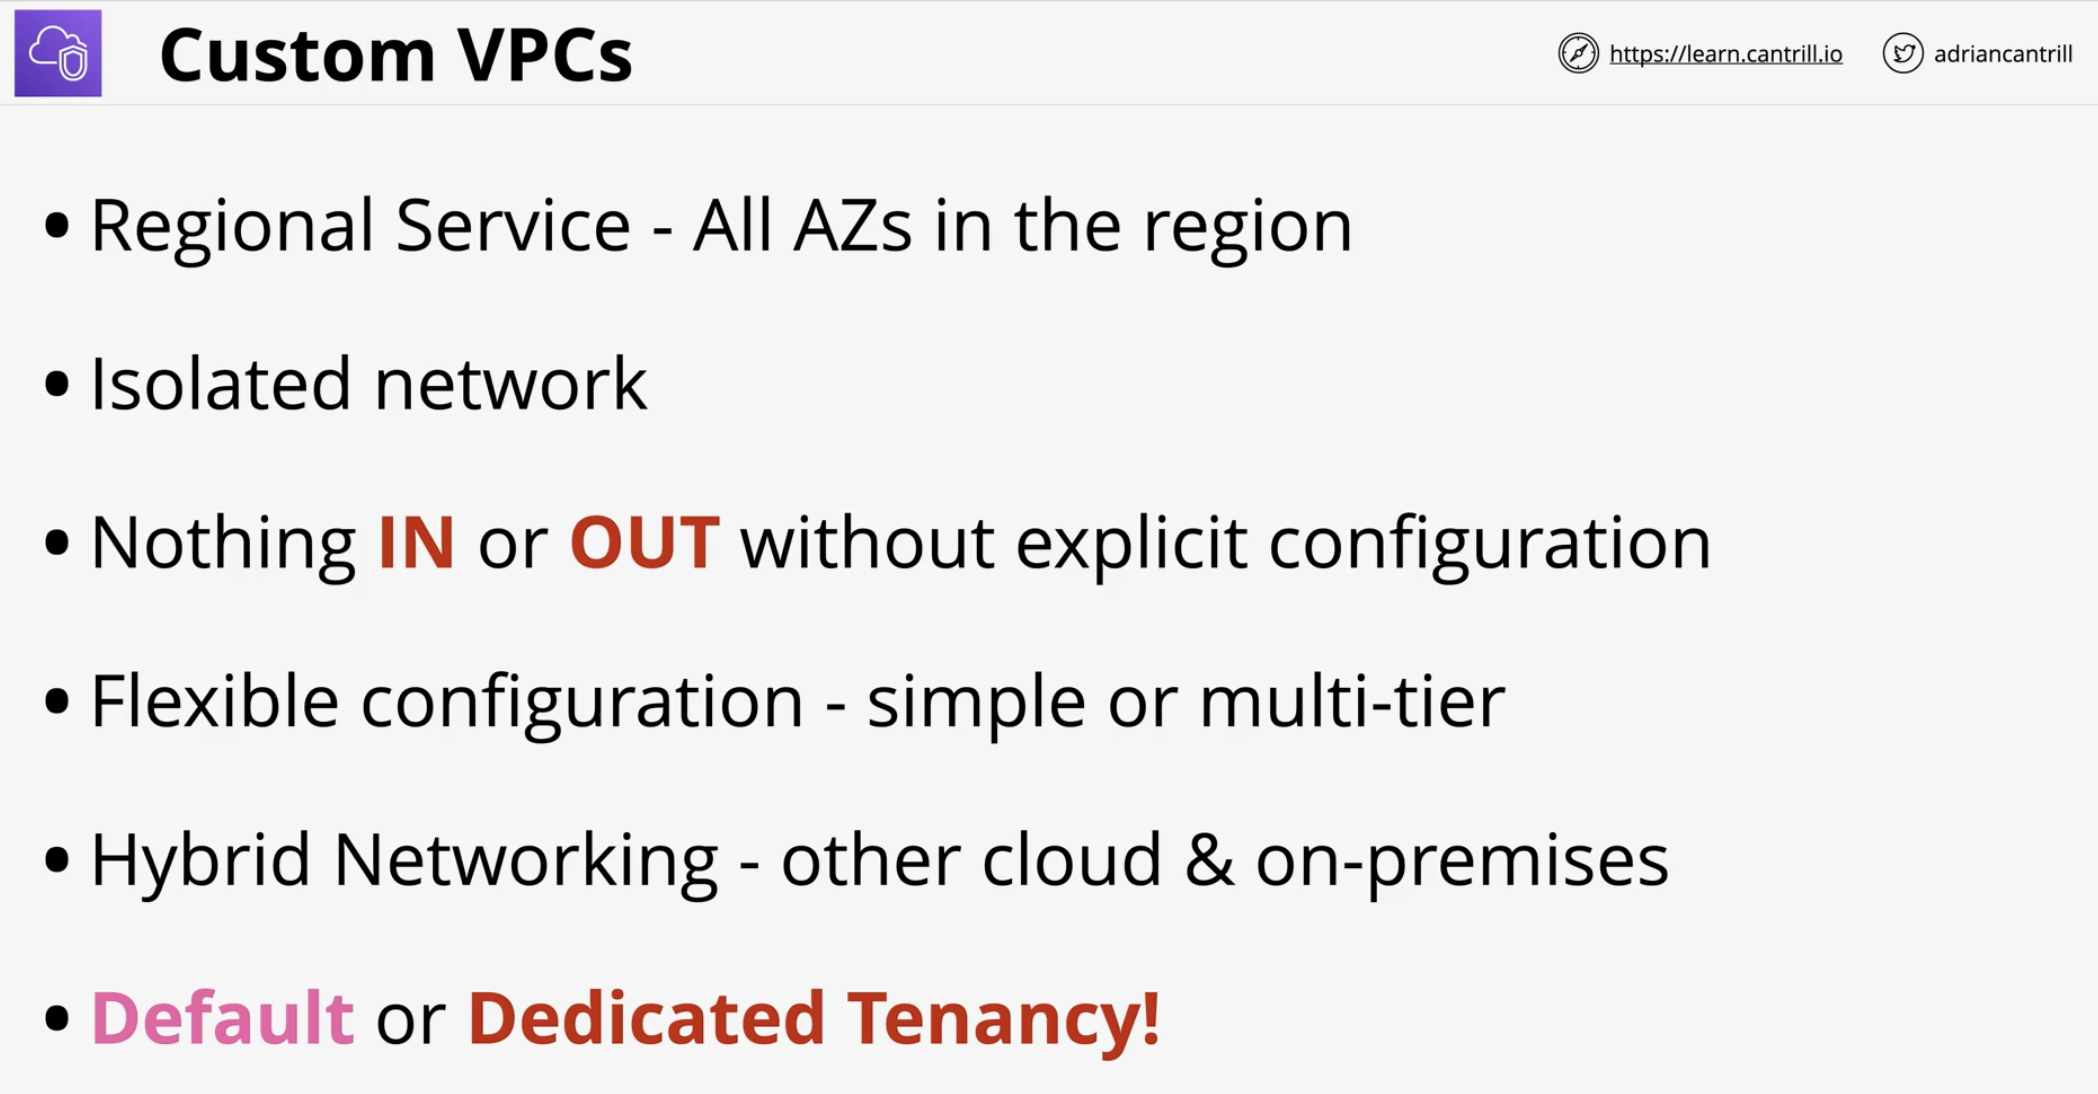 Custom VPCs
https://learn.cantrill.io
adriancantrill
• Regional Service - All AZs in the region
• Isolated network
• Nothing IN or OUT without explicit configuration
• Flexible configuration - simple or multi-tier
• Hybrid Networking - other cloud & on-premises
• Default or Dedicated Tenancy!